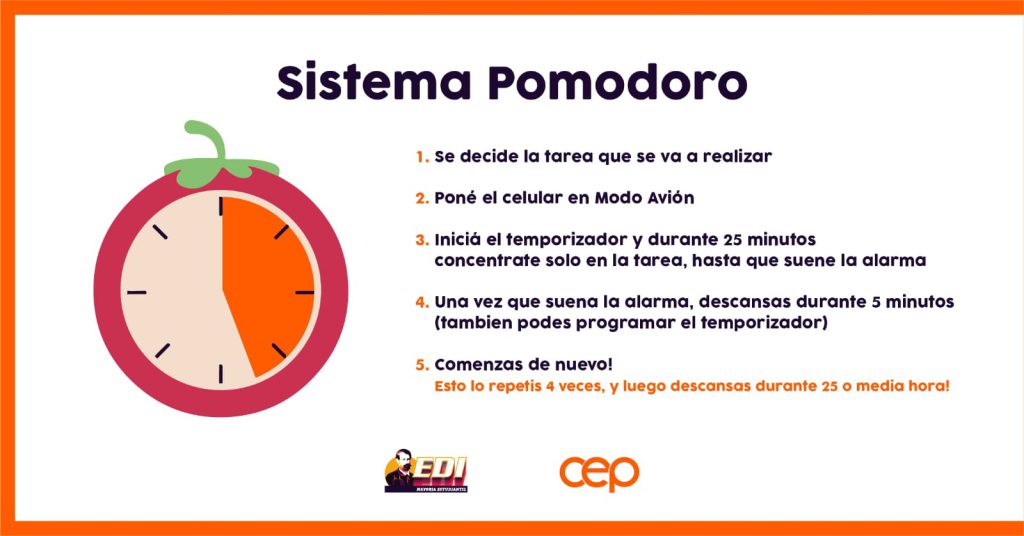 Sistema Pomodoro
1. Se decide la tarea que se va a realizar
2. Poné el celular en Modo Avión
3. Iniciá el temporizador y durante 25 minutos
concentrate solo en la tarea, hasta que suene la alarma
4. Una vez que suena la alarma, descansas durante 5 minutos
(tambien podes programar el temporizador)
5. Comenzas de nuevo!
Esto lo repetis 4 veces, y luego descansas durante 25 o media hora!
EDI
MAYORIA ESTUDIANTIL
cep